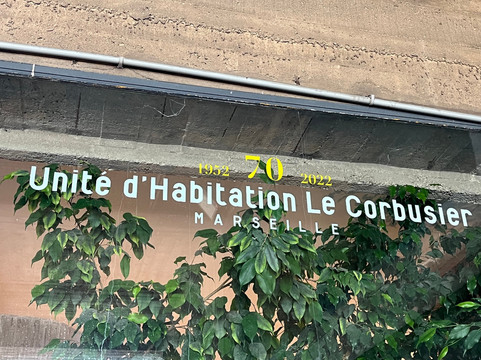 1952 70 2022
Unité d'Habitation Le Corbusier
MARSEILLE